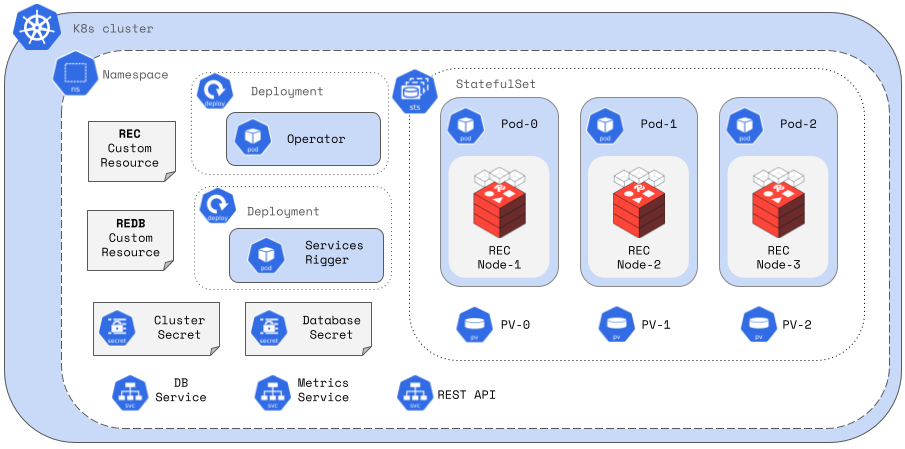 K8s cluster
ns
Namespace
REC
Custom
Resource
REDB
Custom
Resource
deploy
Deployment
pod
Operator
deploy
Deployment
pod
Services
Rigger
secret
Cluster
Secret
secret
Database
Secret
svc
DB
Service
svc
Metrics
Service
svc
REST API
sts
StatefulSet
pod
Pod-0
REC
Node-1
pod
Pod-1
REC
Node-2
pod
Pod-2
REC
Node-3
pv
PV-0
pv
PV-1
pv
PV-2